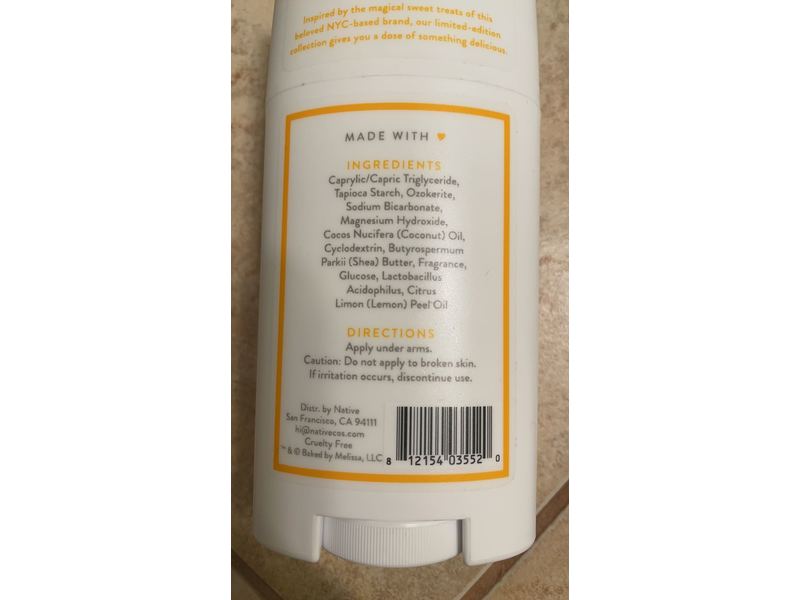 Inspired by the magical sweet treats of this
beloved NYC-based brand, our limited-edition
collection gives you a dose of something delicious.
MADE WITH
INGREDIENTS
Caprylic/Capric Triglyceride,
Tapioca Starch, Ozokerite,
Sodium Bicarbonate,
Magnesium Hydroxide,
Cocos Nucifera (Coconut) Oil,
Cyclodextrin, Butyrospermum
Parkii (Shea) Butter, Fragrance,
Glucose, Lactobacillus
Acidophilus, Citrus
Limon (Lemon) Peel Oil
DIRECTIONS
Apply under arms.
Caution: Do not apply to broken skin.
If irritation occurs, discontinue use.
Distr. by Native
San Francisco, CA 94111
hi@nativecos.com
Cruelty Free
™ & © Baked by Melissa, LLC
8 12154 03552 0